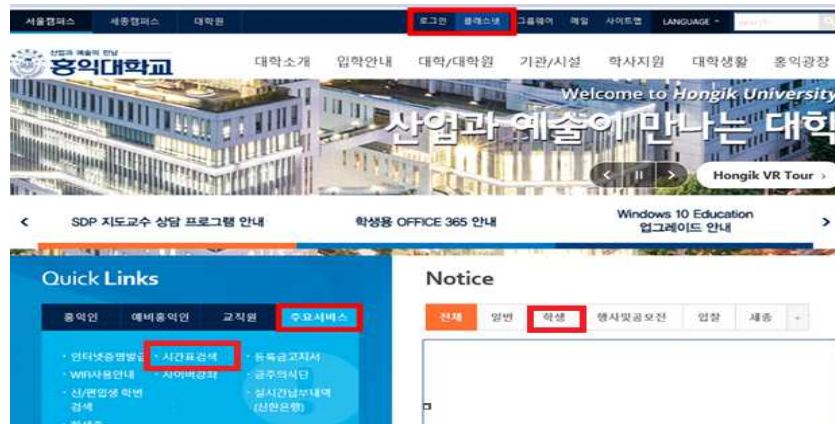 서울캠퍼스 세종캠퍼스 대학원 로그인 클래스넷 그룹웨어 메일 사이트맵 LANGUAGE
산업과 예술의 만남
홍익대학교 대학소개 입학안내 대학/대학원 기관/시설 학사지원 대학생활 홍익광장
Welcome to Hongik University
산업과 예술이 만나는 대학
Hongik VR Tour
SDP 지도교수 상담 프로그램 안내 학생용 OFFICE 365 안내 Windows 10 Education
업그레이드 안내
Quick Links Notice
홍익인 예비홍익인 교직원 주요서비스 전체 일반 학생 행사및공모전 입찰 세종 +
인터넷증명발급 시간표검색 등록금고지서
WiFi사용안내 사이버강좌 금주의식단
신/편입생 학번 실시간납부내역
검색 (신한은행)